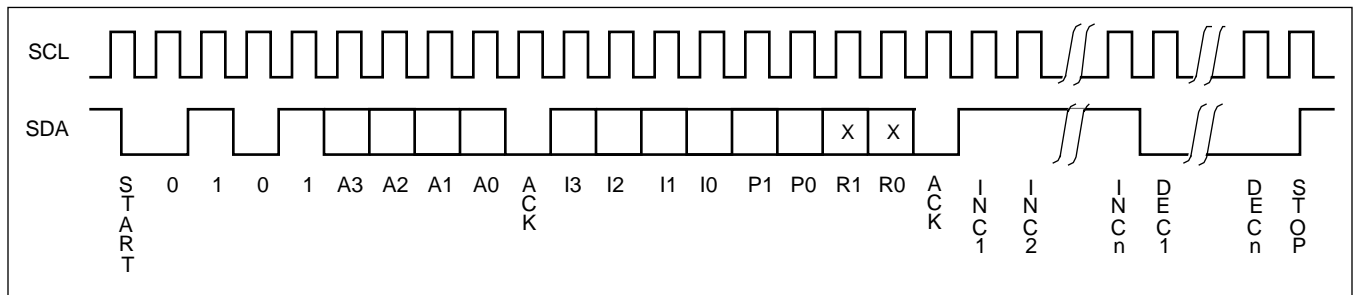 SCL
SDA
X X
START 0 1 0 1 A3 A2 A1 A0 ACK I3 I2 I1 I0 P1 P0 R1 R0 ACK INC1 INC2 INCn DEC1 DECn STOP